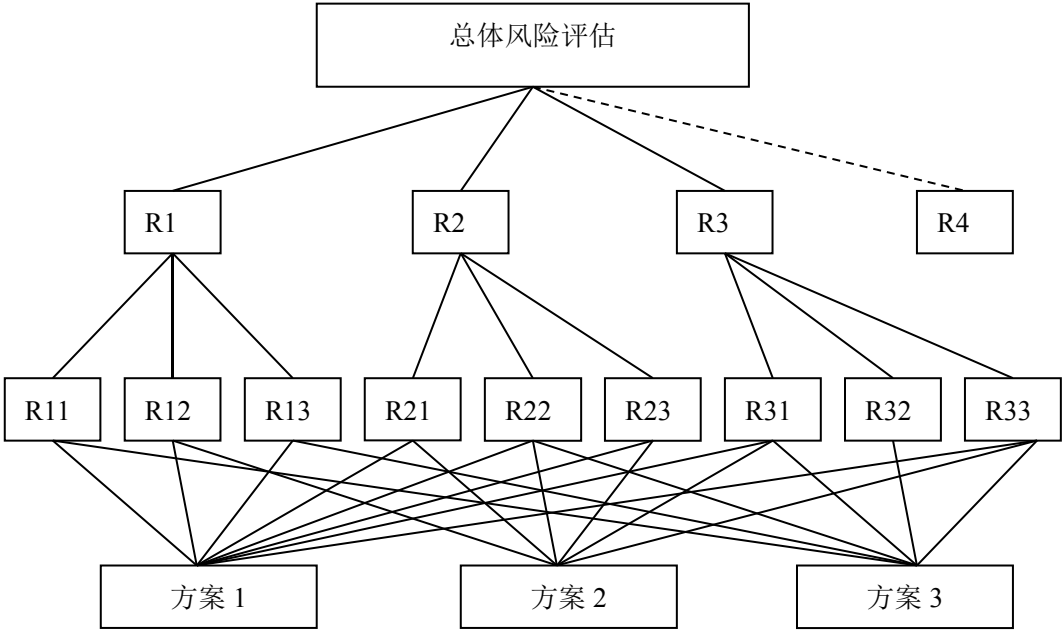 总体风险评估
R1
R2
R3
R4
R11
R12
R13
R21
R22
R23
R31
R32
R33
方案 1
方案 2
方案 3